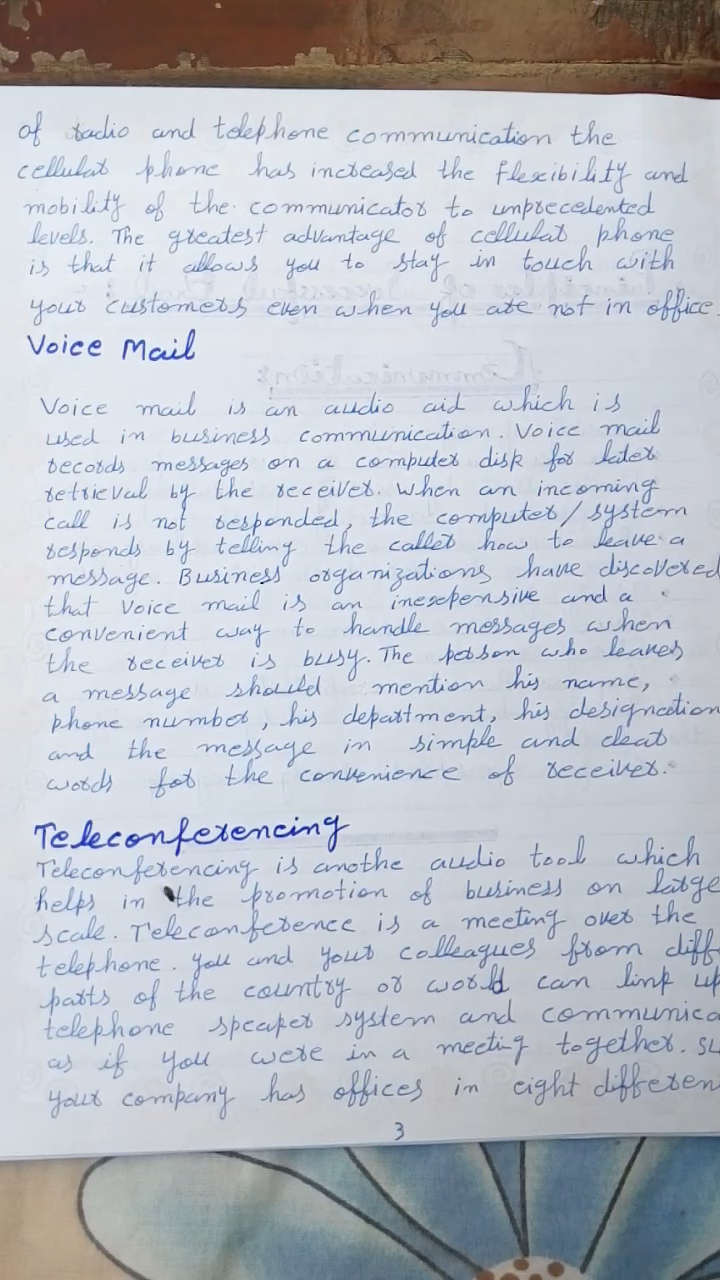 of radio and telephone communication the
cellular phone has increased the flexibility and
mobility of the communicator to unprecedented
levels. The greatest advantage of cellular phone
is that it allows you to stay in touch with
your customers even when you are not in office.
Voice Mail
Voice mail is an audio aid which is
used in business communication. Voice mail
records messages on a computer disk for later
retrieval by the receiver. When an incoming
call is not responded, the computer/system
responds by telling the caller how to leave a
message. Business organizations have discovered
that Voice mail is an inexpensive and a
convenient way to handle messages when
the receiver is busy. The person who leaves
a message should mention his name,
phone number, his department, his designation
and the message in simple and clear
words for the convenience of receiver.
Teleconferencing
Teleconferencing is anothe audio tool which
helps in the promotion of business on large
scale. Teleconference is a meeting over the
telephone. you and your colleagues from diff
parts of the country or world can link up
telephone speaper system and communica
as if you were in a meeting together. Su
your company has offices in eight differen
3